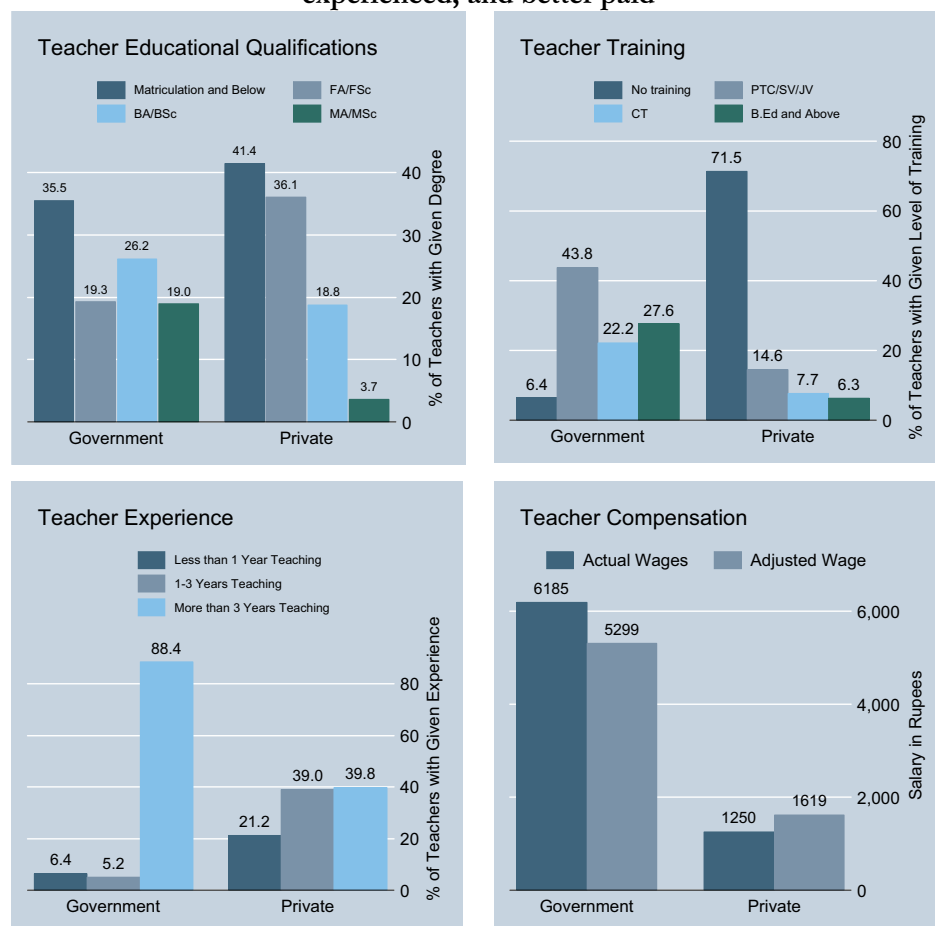 experienced, and better paid
Teacher Educational Qualifications
Matriculation and Below
FA/FSc
BA/BSc
MA/MSc
41.4
35.5
36.1
26.2
19.3
19.0
18.8
3.7
40
30
20
10
0
% of Teachers with Given Degree
Government
Private
Teacher Training
No training
PTC/SV/JV
CT
B.Ed and Above
71.5
43.8
22.2
27.6
6.4
14.6
7.7
6.3
80
60
40
20
0
% of Teachers with Given Level of Training
Government
Private
Teacher Experience
Less than 1 Year Teaching
1-3 Years Teaching
More than 3 Years Teaching
88.4
6.4
5.2
21.2
39.0
39.8
80
60
40
20
0
% of Teachers with Given Experience
Government
Private
Teacher Compensation
Actual Wages
Adjusted Wage
6185
5299
1250
1619
6,000
4,000
2,000
0
Salary in Rupees
Government
Private